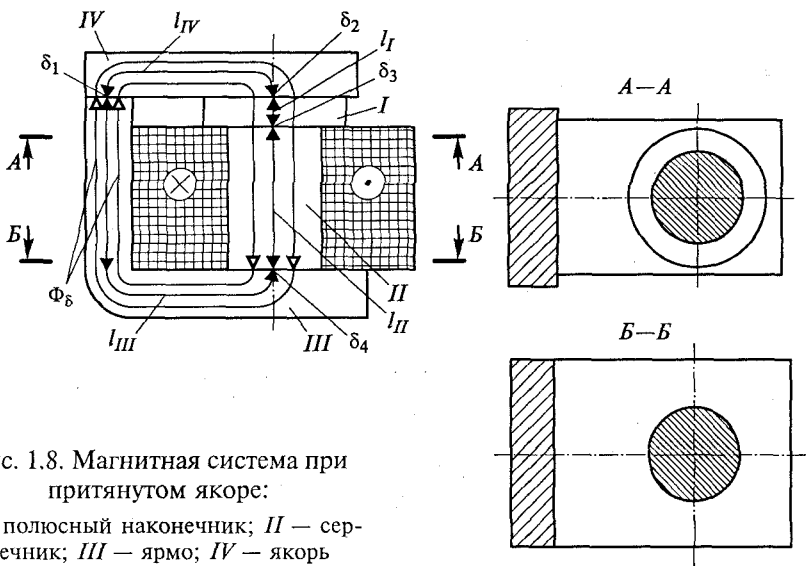 IV
l_IV
δ₂
l_I
δ₁
δ₃
I
А
А
Б
Б
Ф_δ
II
l_II
l_III
III
δ₄
А—А
Б—Б
с. 1.8. Магнитная система при
притянутом якоре:
полюсный наконечник; II — сер-
ечник; III — ярмо; IV — якорь